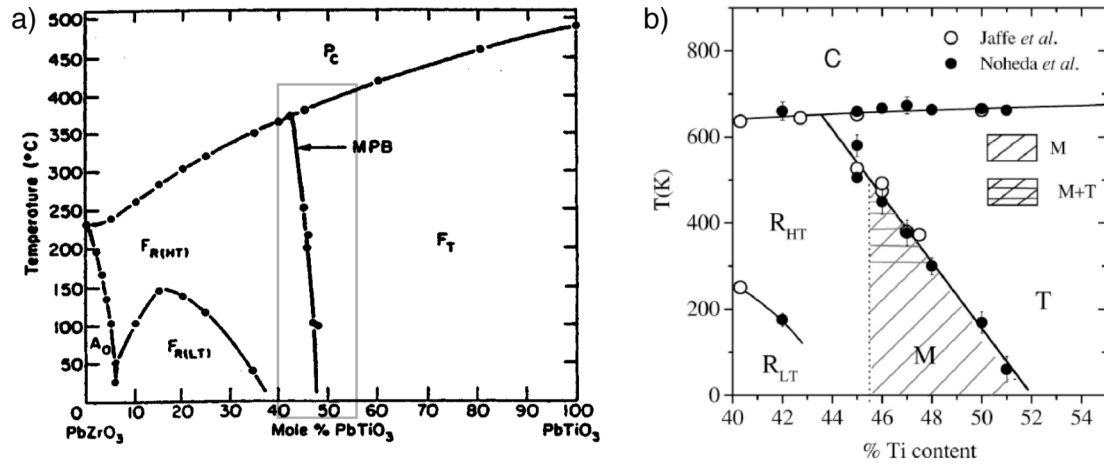 a)
500
450
400
350
300
250
200
150
100
50
0
Temperature (°C)
P_C
MPB
F_R(HT)
F_T
A_O
F_R(LT)
10 20 30 40 50 60 70 80 90 100
PbZrO3
Mole % PbTiO3
PbTiO3
b)
800
600
400
200
0
T(K)
C
Jaffe et al.
Noheda et al.
M
M+T
R_HT
T
M
R_LT
40 42 44 46 48 50 52 54
% Ti content